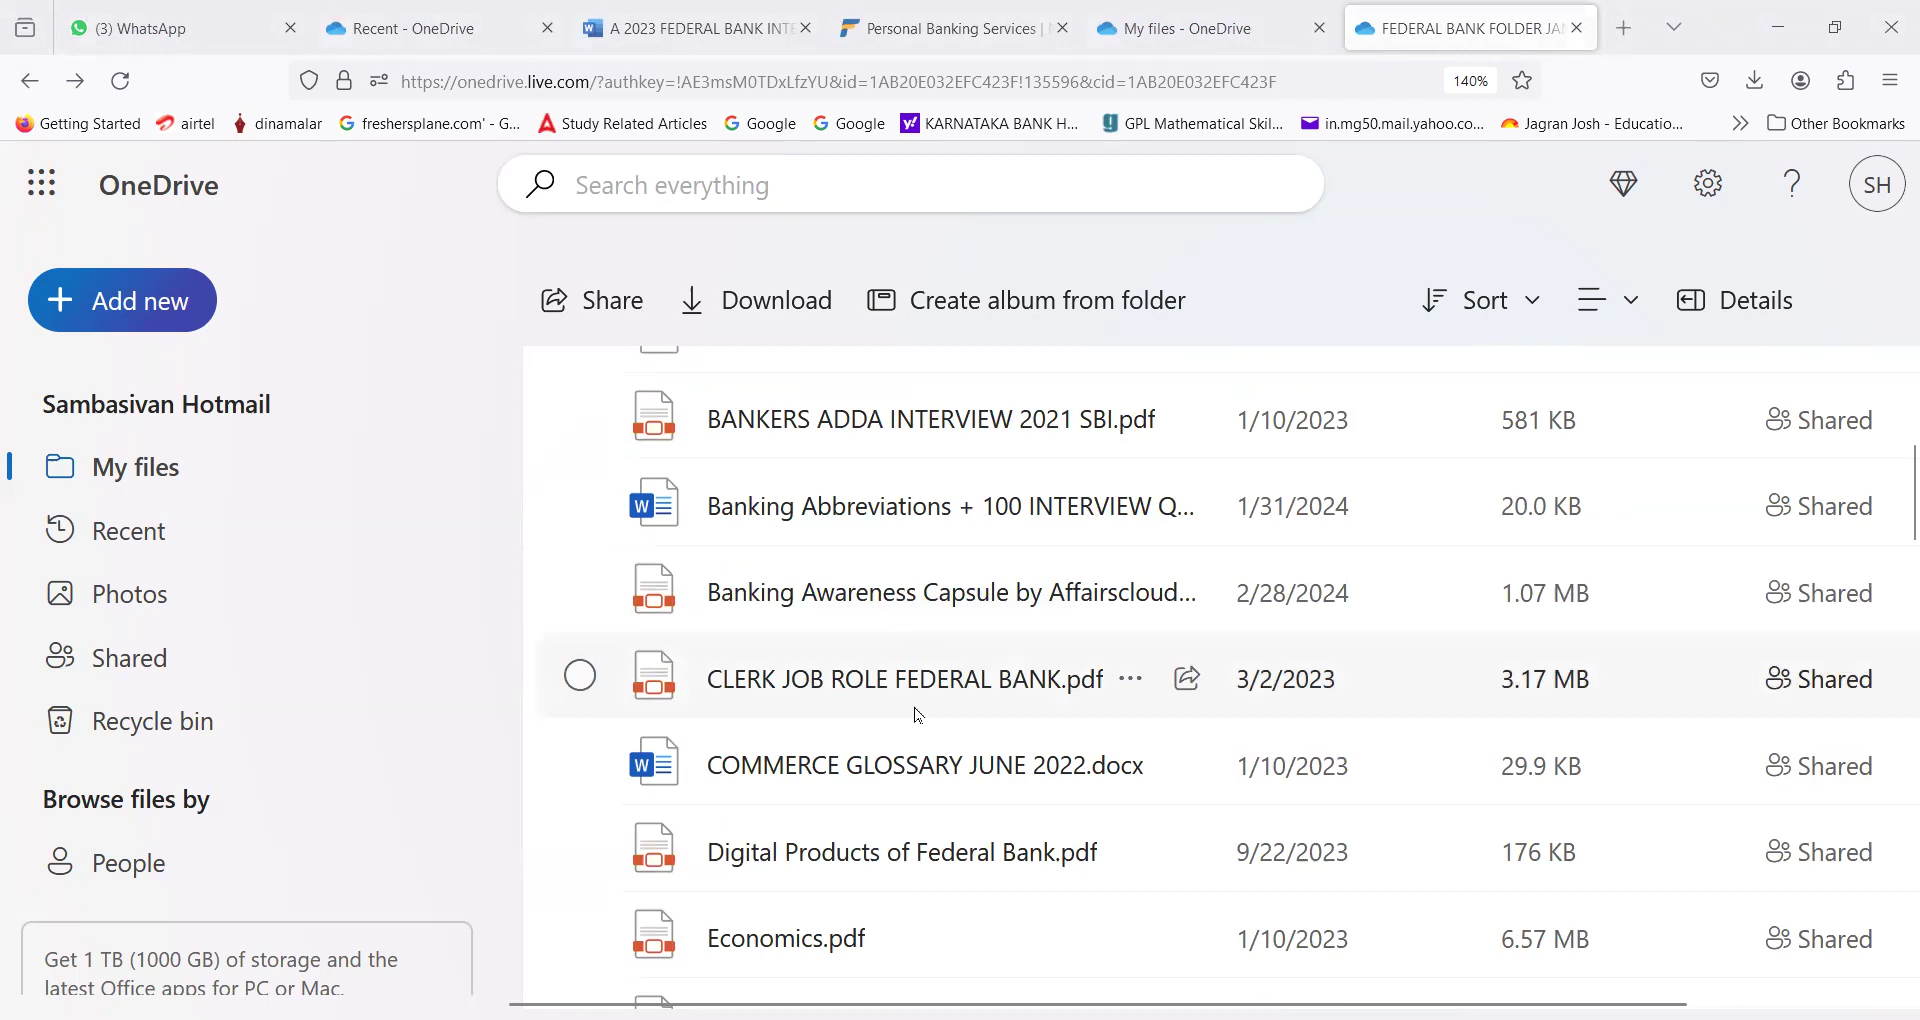 (3) WhatsApp
Recent - OneDrive
A 2023 FEDERAL BANK INTE
Personal Banking Services |
My files - OneDrive
FEDERAL BANK FOLDER JAN
https://onedrive.live.com/?authkey=!AE3msM0TDxLfzYU&id=1AB20E032EFC423F!135596&cid=1AB20E032EFC423F
140%
Getting Started
airtel
dinamalar
freshersplane.com' - G...
Study Related Articles
Google
Google
KARNATAKA BANK H...
GPL Mathematical Skil...
in.mg50.mail.yahoo.co...
Jagran Josh - Educatio...
Other Bookmarks
OneDrive
Search everything
SH
Add new
Share
Download
Create album from folder
Sort
Details
Sambasivan Hotmail
My files
Recent
Photos
Shared
Recycle bin
Browse files by
People
Get 1 TB (1000 GB) of storage and the
latest Office apps for PC or Mac.
BANKERS ADDA INTERVIEW 2021 SBI.pdf 1/10/2023 581 KB Shared
Banking Abbreviations + 100 INTERVIEW Q... 1/31/2024 20.0 KB Shared
Banking Awareness Capsule by Affairscloud... 2/28/2024 1.07 MB Shared
CLERK JOB ROLE FEDERAL BANK.pdf 3/2/2023 3.17 MB Shared
COMMERCE GLOSSARY JUNE 2022.docx 1/10/2023 29.9 KB Shared
Digital Products of Federal Bank.pdf 9/22/2023 176 KB Shared
Economics.pdf 1/10/2023 6.57 MB Shared